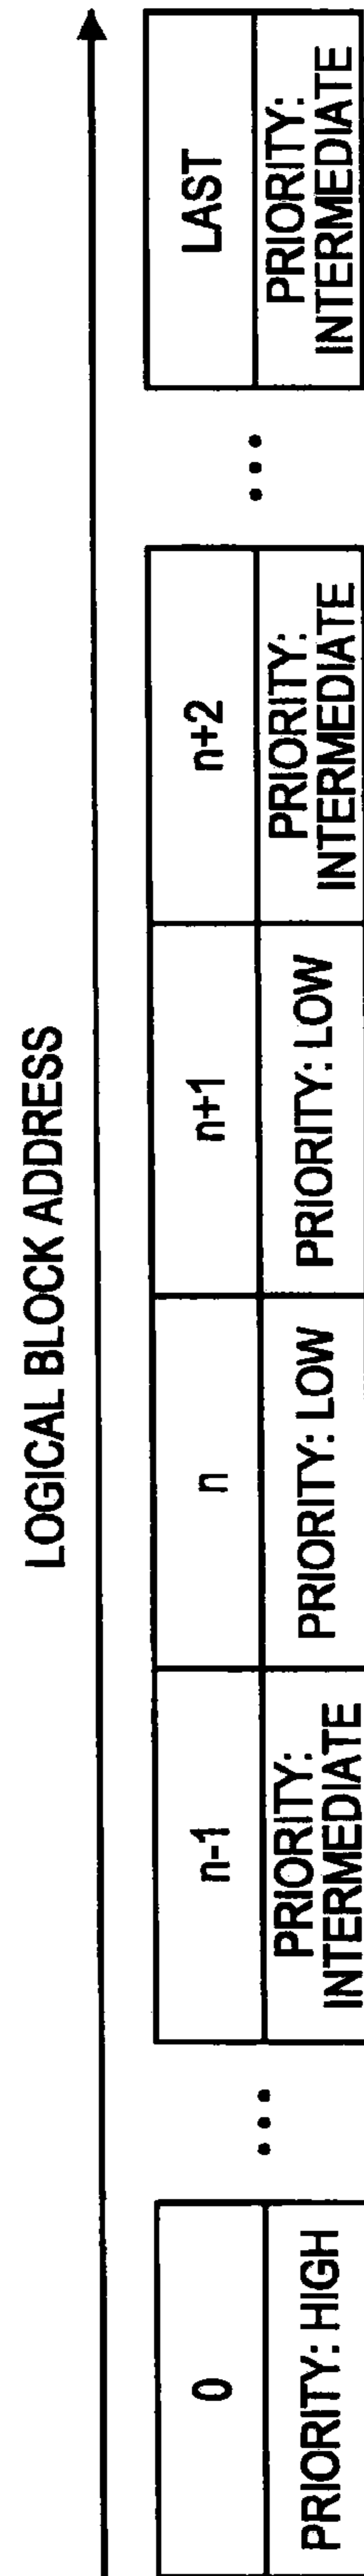 LOGICAL BLOCK ADDRESS
0
PRIORITY: HIGH
...
n-1
PRIORITY:
INTERMEDIATE
n
PRIORITY: LOW
n+1
PRIORITY: LOW
n+2
PRIORITY:
INTERMEDIATE
...
LAST
PRIORITY:
INTERMEDIATE